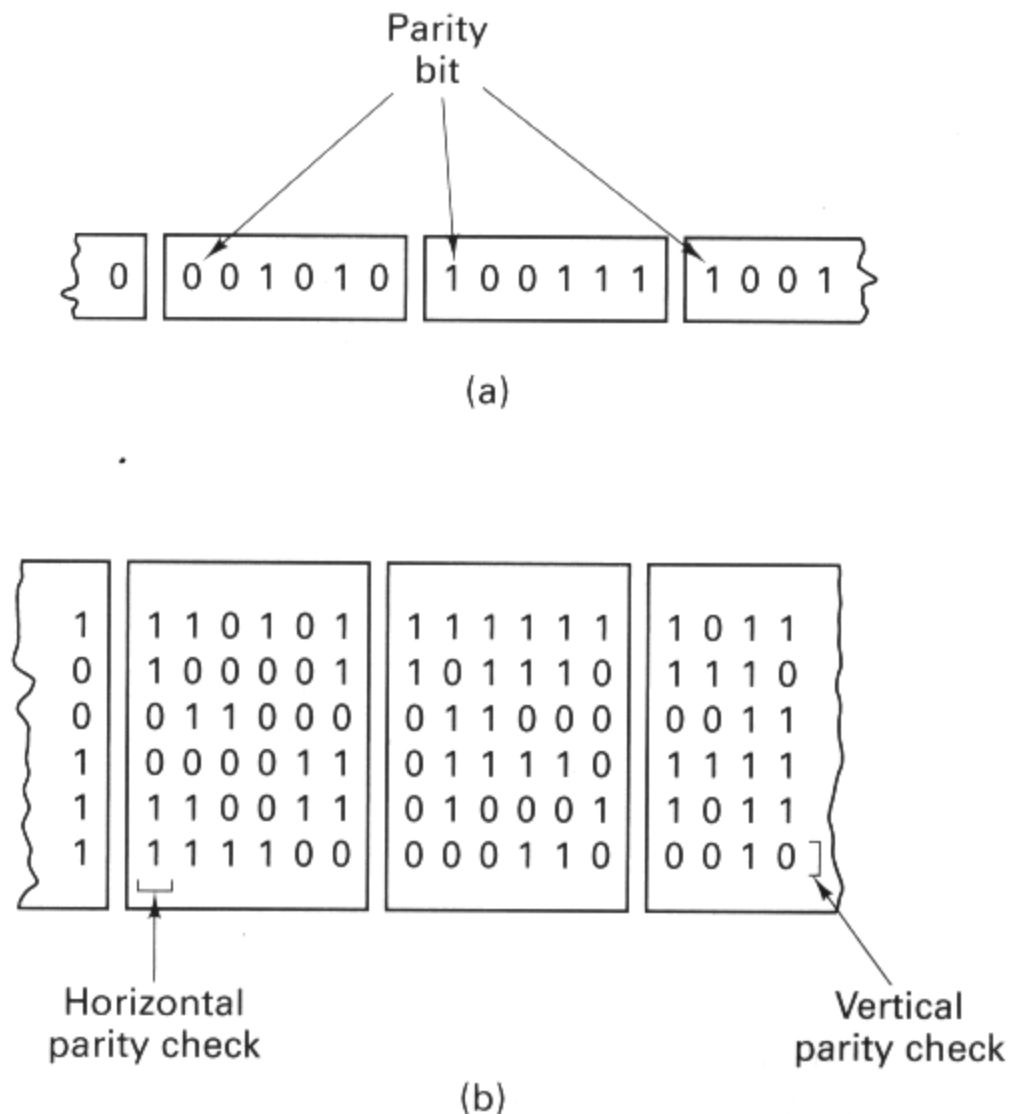 Parity
bit
0 0 0 1 0 1 0 1 0 0 1 1 1 1 0 0 1
(a)
1 1 1 0 1 0 1 1 1 1 1 1 1 1 0 1 1
0 1 0 0 0 0 1 1 0 1 1 1 0 1 1 1 0
0 0 1 1 0 0 0 0 1 1 0 0 0 0 0 1 1
1 0 0 0 0 1 1 0 1 1 1 1 0 1 1 1 1
1 1 1 0 0 1 1 0 1 0 0 0 1 1 0 1 1
1 1 1 1 1 0 0 0 0 0 1 1 0 0 0 1 0
Horizontal
parity check
Vertical
parity check
(b)